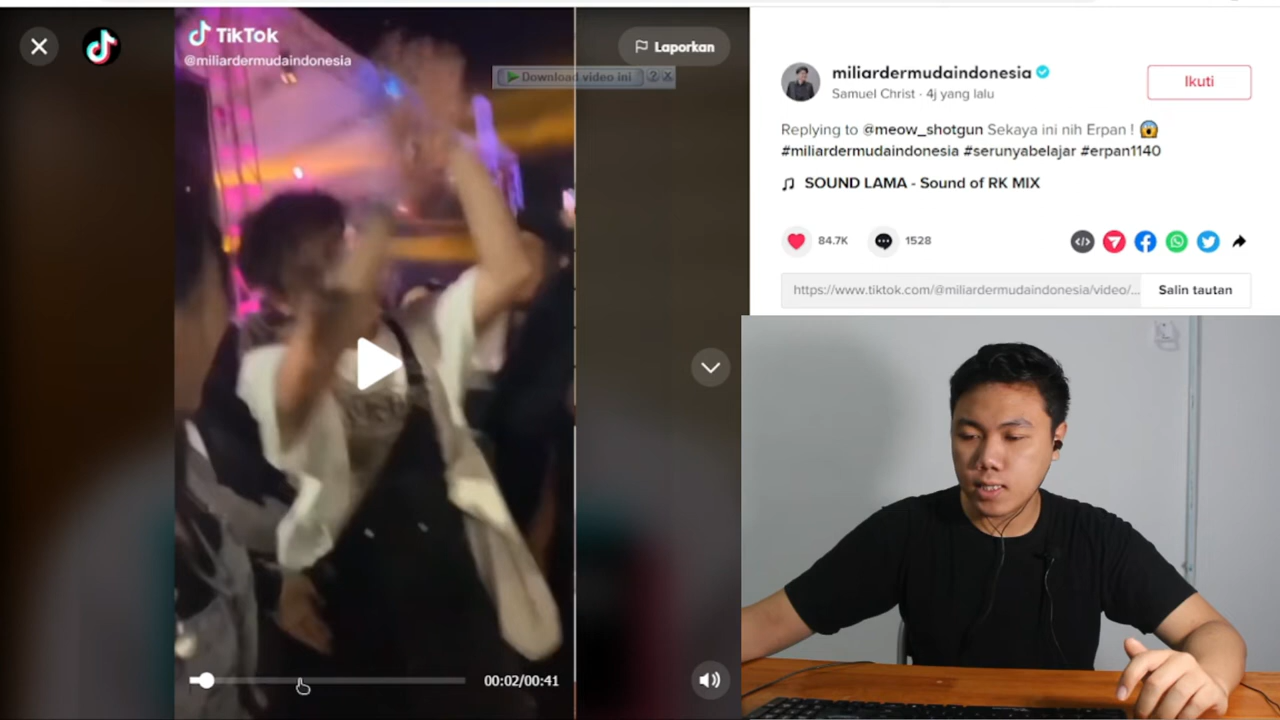 TikTok
@miliardermudaindonesia
Laporkan
Download video ini
?
00:02/00:41
miliardermudaindonesia
Samuel Christ · 4j yang lalu
Ikuti
Replying to @meow_shotgun Sekaya ini nih Erpan !
#miliardermudaindonesia #serunyabelajar #erpan1140
SOUND LAMA - Sound of RK MIX
84.7K
1528
https://www.tiktok.com/@miliardermudaindonesia/video/...
Salin tautan